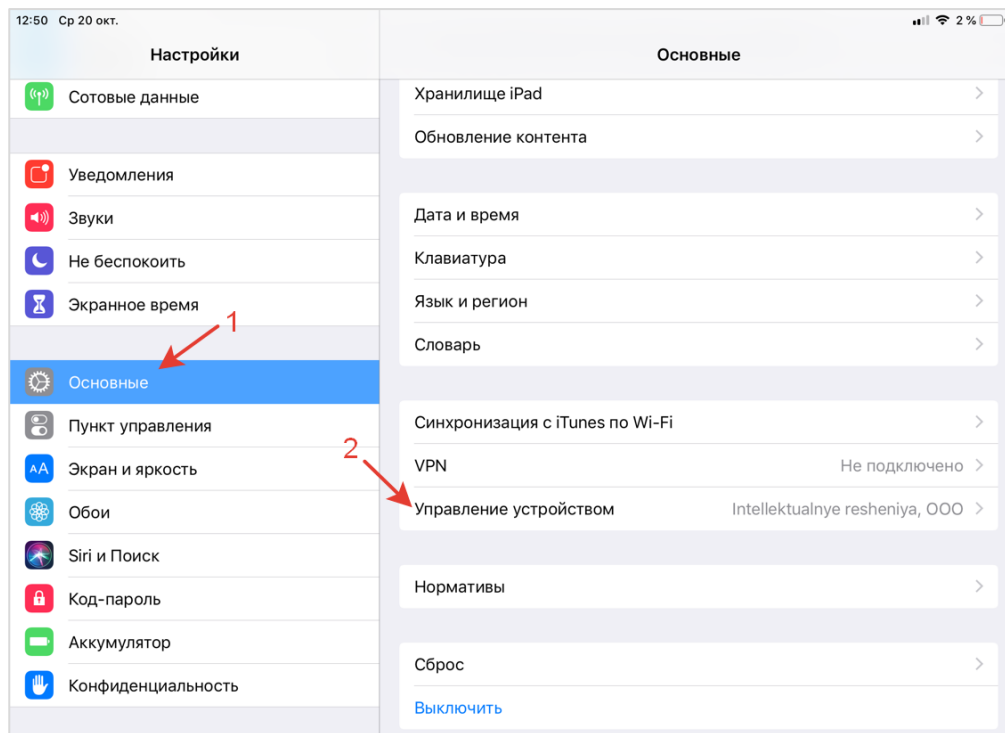 12:50 Ср 20 окт.
2 %
Настройки
Основные
Сотовые данные
Уведомления
Звуки
Не беспокоить
Экранное время
1
Основные
Пункт управления
AA Экран и яркость
Обои
Siri и Поиск
Код-пароль
Аккумулятор
Конфиденциальность
Хранилище iPad
Обновление контента
Дата и время
Клавиатура
Язык и регион
Словарь
Синхронизация с iTunes по Wi-Fi
VPN Не подключено
2
Управление устройством Intellektualnye resheniya, OOO
Нормативы
Сброс
Выключить